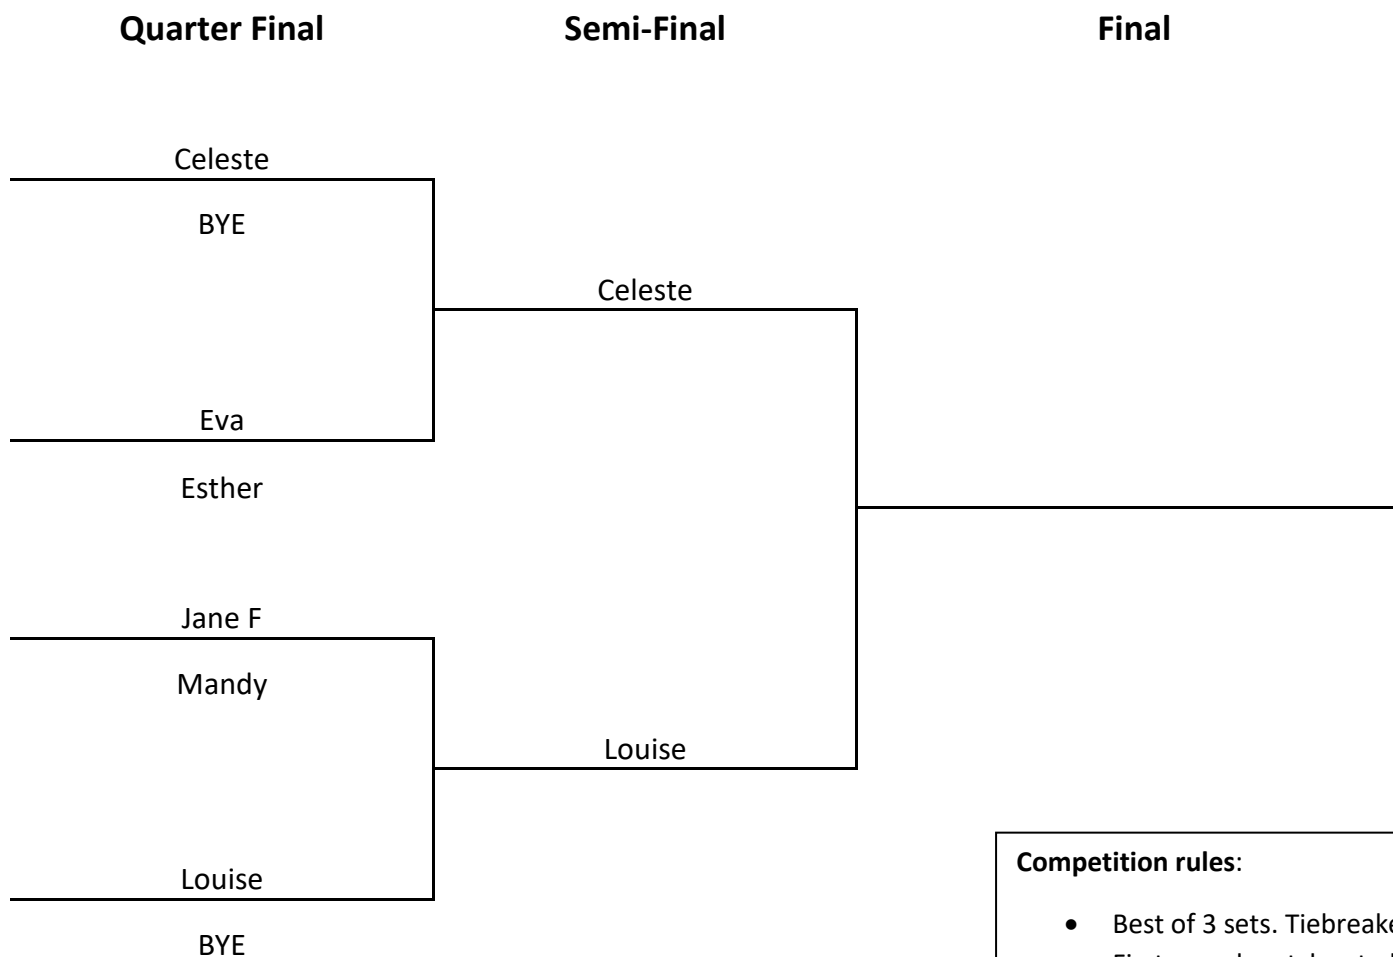 Quarter Final Semi-Final Final
Celeste
BYE
Celeste
Eva
Esther
Jane F
Mandy
Louise
Louise
BYE
Competition rules:
• Best of 3 sets.